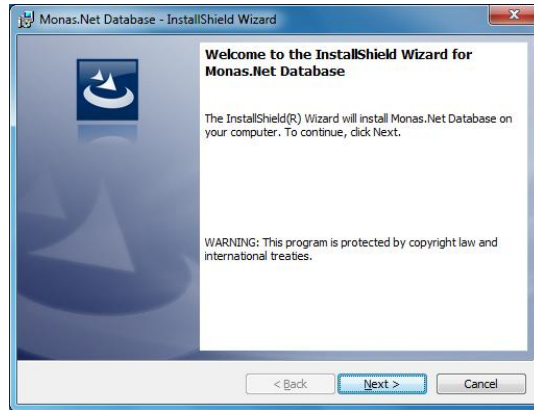 Monas.Net Database - InstallShield Wizard
Welcome to the InstallShield Wizard for
Monas.Net Database
The InstallShield(R) Wizard will install Monas.Net Database on
your computer. To continue, click Next.
WARNING: This program is protected by copyright law and
international treaties.
< Back Next > Cancel